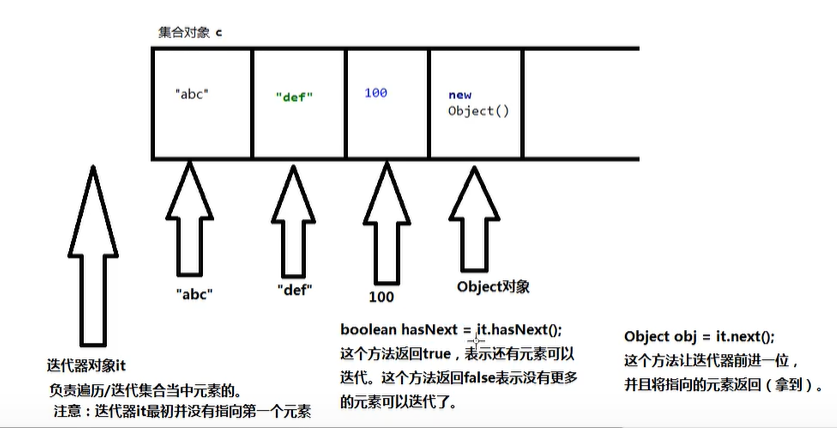 集合对象 c
"abc"
"def"
100
new
Object()
"abc"
"def"
100
Object对象
迭代器对象it
负责遍历/迭代集合当中元素的。
注意：迭代器it最初并没有指向第一个元素
boolean hasNext = it.hasNext();
这个方法返回true，表示还有元素可以
迭代。这个方法返回false表示没有更多
的元素可以迭代了。
Object obj = it.next();
这个方法让迭代器前进一位，
并且将指向的元素返回（拿到）。